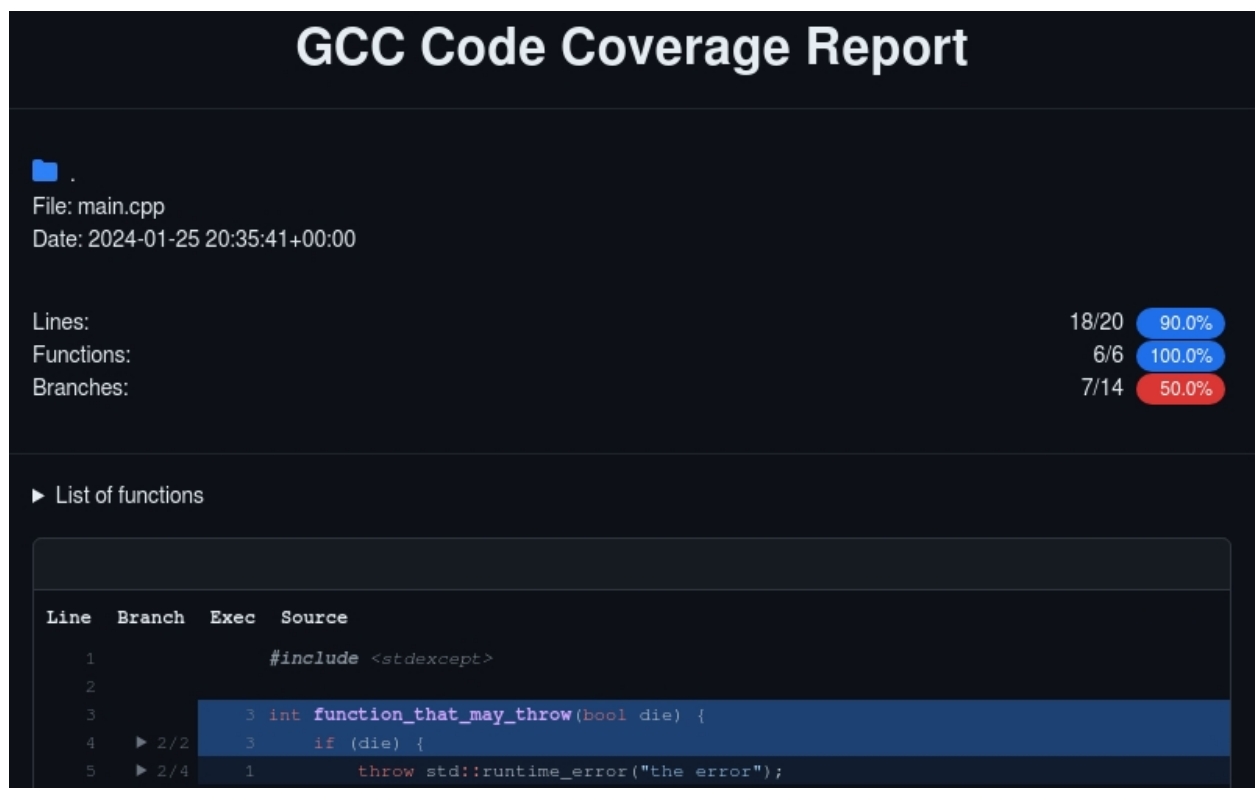 GCC Code Coverage Report
.
File: main.cpp
Date: 2024-01-25 20:35:41+00:00
Lines: 18/20 90.0%
Functions: 6/6 100.0%
Branches: 7/14 50.0%
▶ List of functions
Line Branch Exec Source
1 #include <stdexcept>
2
3 3 int function_that_may_throw(bool die) {
4 ▶ 2/2 3 if (die) {
5 ▶ 2/4 1 throw std::runtime_error("the error");